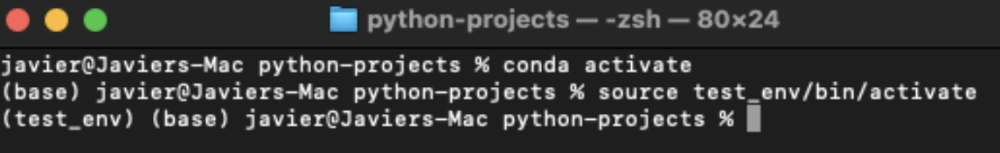 python-projects — -zsh — 80×24
javier@Javiers-Mac python-projects % conda activate
(base) javier@Javiers-Mac python-projects % source test_env/bin/activate
(test_env) (base) javier@Javiers-Mac python-projects %